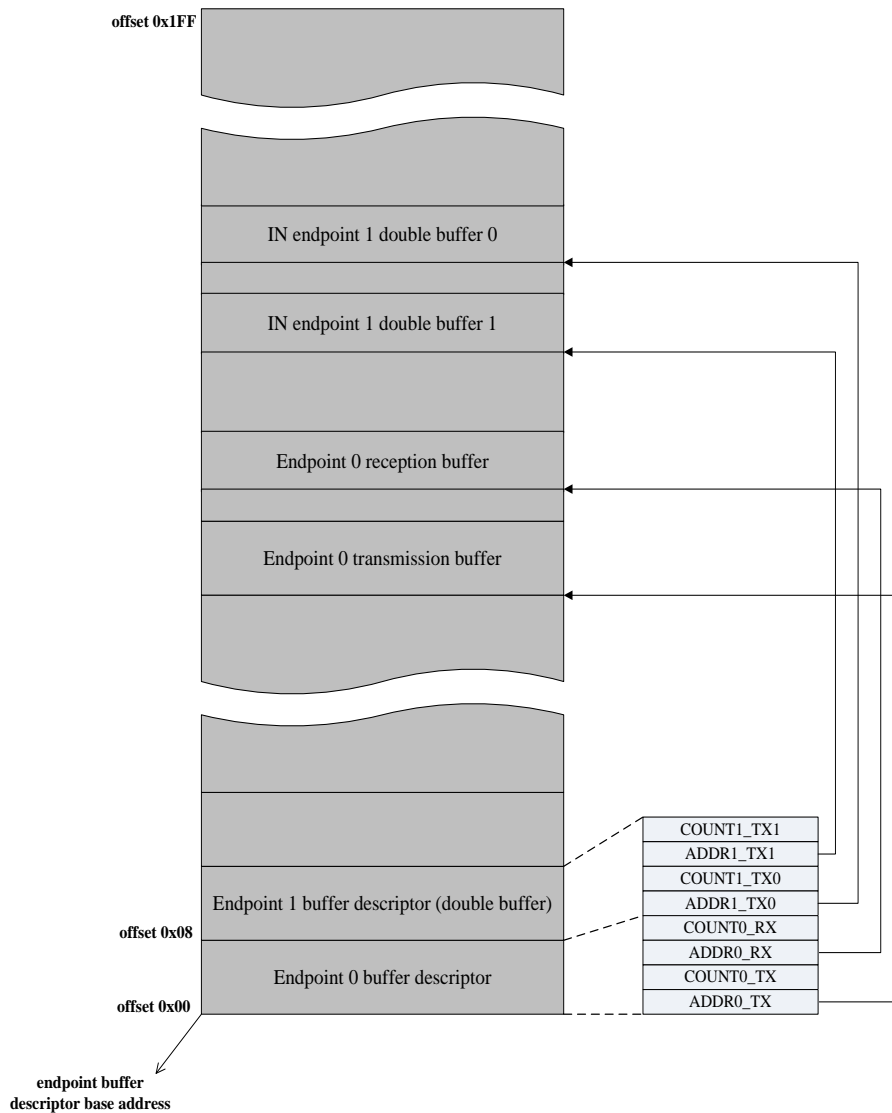 offset 0x1FF
IN endpoint 1 double buffer 0
IN endpoint 1 double buffer 1
Endpoint 0 reception buffer
Endpoint 0 transmission buffer
COUNT1_TX1
ADDR1_TX1
COUNT1_TX0
ADDR1_TX0
COUNT0_RX
ADDR0_RX
COUNT0_TX
ADDR0_TX
Endpoint 1 buffer descriptor (double buffer)
offset 0x08
Endpoint 0 buffer descriptor
offset 0x00
endpoint buffer
descriptor base address